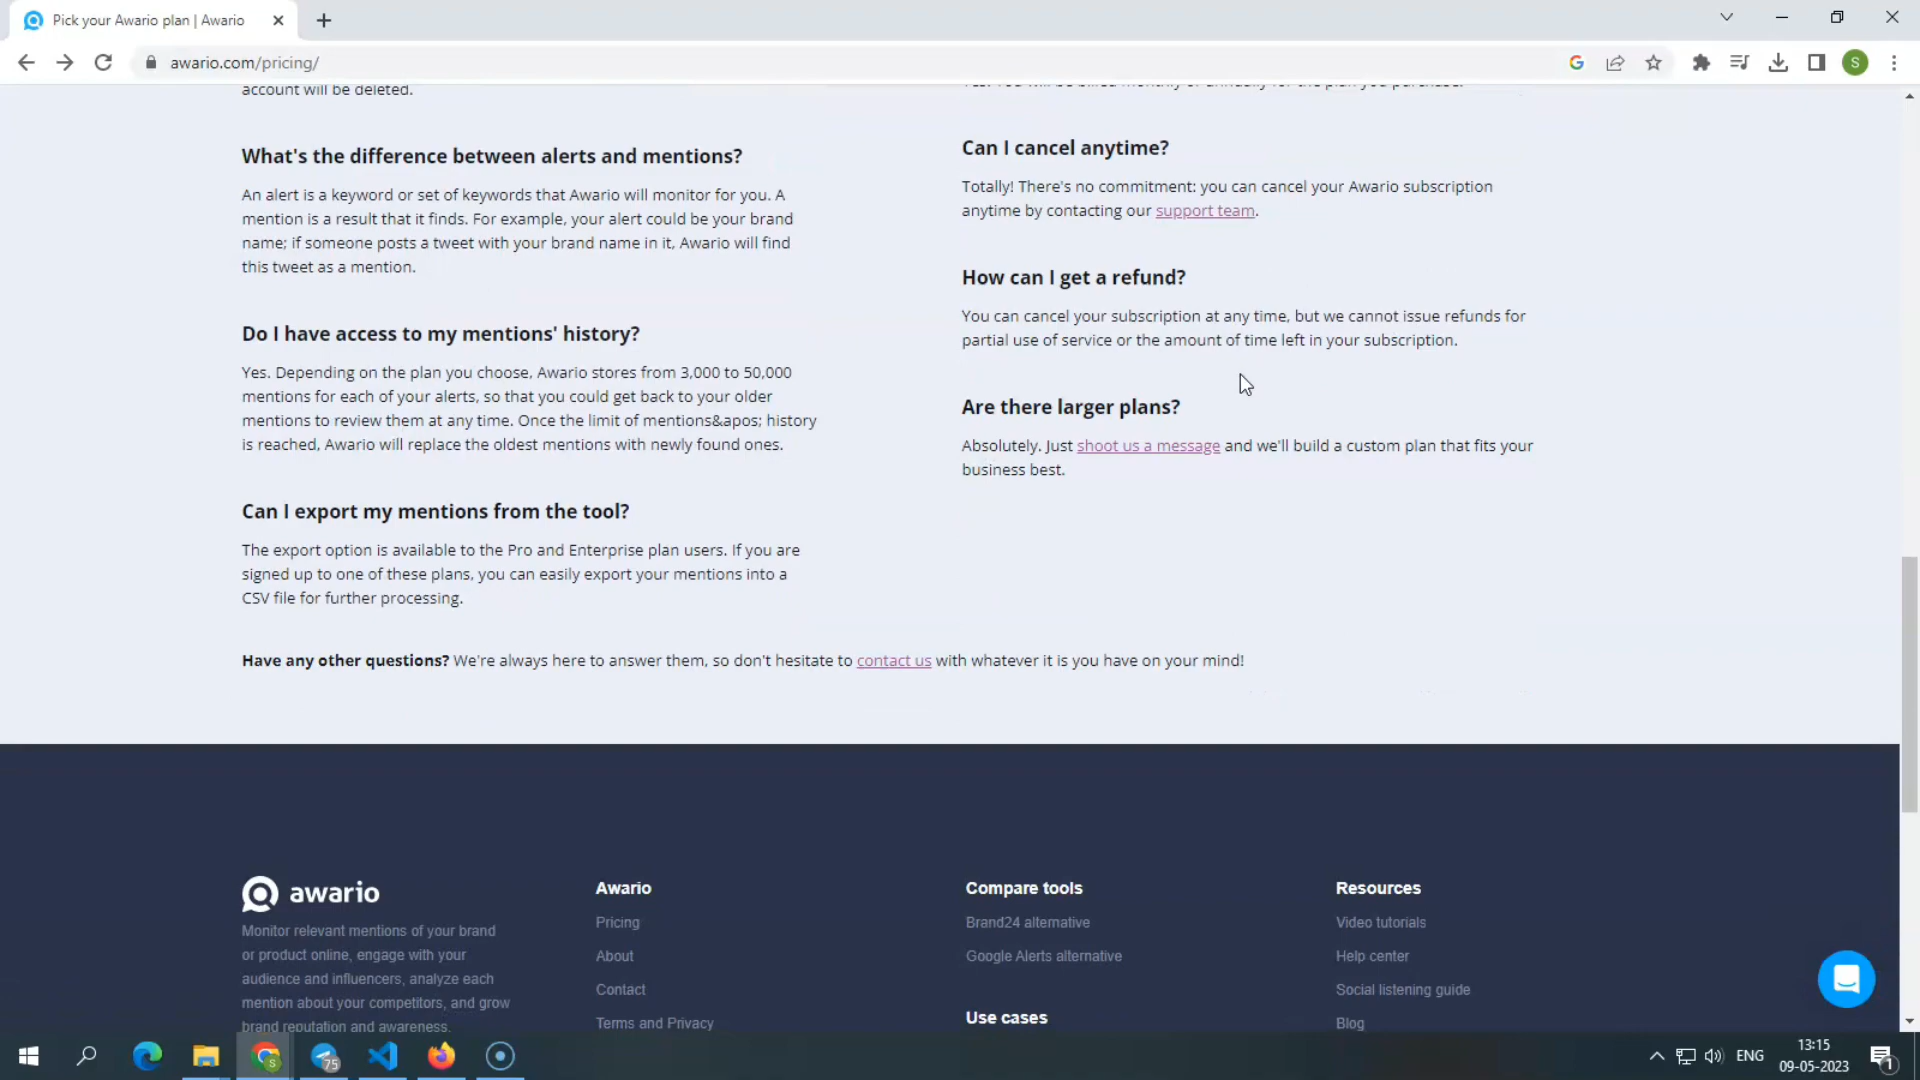 Pick your Awario plan | Awario
awario.com/pricing/
S
account will be deleted.
What's the difference between alerts and mentions?
An alert is a keyword or set of keywords that Awario will monitor for you. A
mention is a result that it finds. For example, your alert could be your brand
name; if someone posts a tweet with your brand name in it, Awario will find
this tweet as a mention.
Do I have access to my mentions' history?
Yes. Depending on the plan you choose, Awario stores from 3,000 to 50,000
mentions for each of your alerts, so that you could get back to your older
mentions to review them at any time. Once the limit of mentions&apos; history
is reached, Awario will replace the oldest mentions with newly found ones.
Can I export my mentions from the tool?
The export option is available to the Pro and Enterprise plan users. If you are
signed up to one of these plans, you can easily export your mentions into a
CSV file for further processing.
Yes. You will be billed monthly or annually for the plan you purchase.
Can I cancel anytime?
Totally! There's no commitment: you can cancel your Awario subscription
anytime by contacting our support team.
How can I get a refund?
You can cancel your subscription at any time, but we cannot issue refunds for
partial use of service or the amount of time left in your subscription.
Are there larger plans?
Absolutely. Just shoot us a message and we'll build a custom plan that fits your
business best.
Have any other questions? We're always here to answer them, so don't hesitate to contact us with whatever it is you have on your mind!
awario
Monitor relevant mentions of your brand
or product online, engage with your
audience and influencers, analyze each
mention about your competitors, and grow
brand reputation and awareness.
Awario
Pricing
About
Contact
Terms and Privacy
Compare tools
Brand24 alternative
Google Alerts alternative
Use cases
Resources
Video tutorials
Help center
Social listening guide
Blog
S
75
ENG
13:15
09-05-2023
1